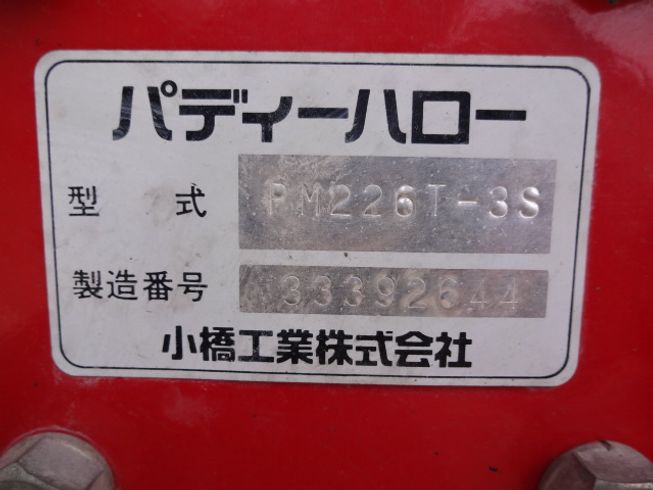 パディーハロー
型式 PM226T-3S
製造番号 33392644
小橋工業株式会社